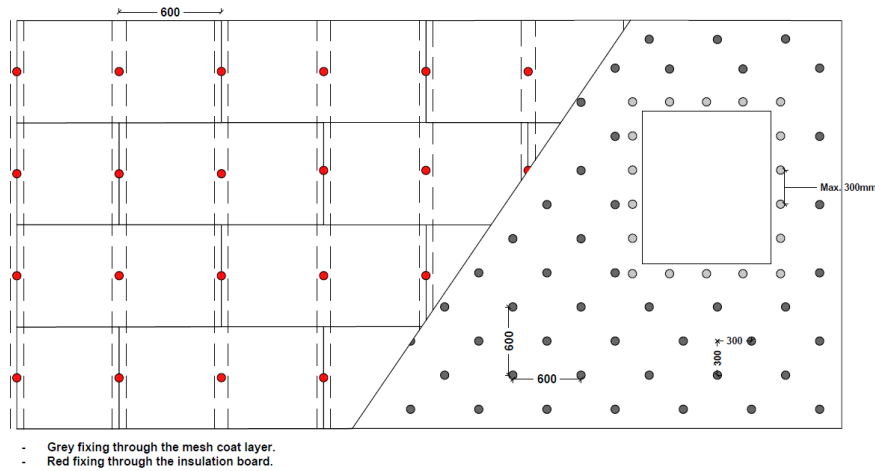 600
Max. 300mm
600
300
300
600
- Grey fixing through the mesh coat layer.
- Red fixing through the insulation board.